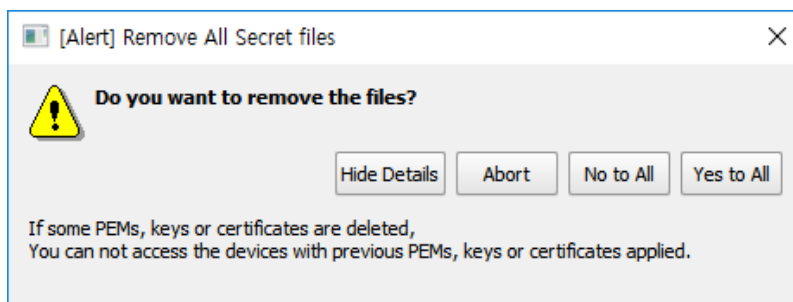 [Alert] Remove All Secret files
Do you want to remove the files?
Hide Details Abort No to All Yes to All
If some PEMs, keys or certificates are deleted,
You can not access the devices with previous PEMs, keys or certificates applied.